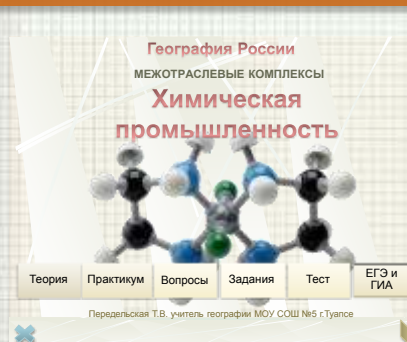 География России
МЕЖОТРАСЛЕВЫЕ КОМПЛЕКСЫ
Химическая
промышленность
Теория Практикум Вопросы Задания Тест ЕГЭ и
ГИА
Передельская Т.В. учитель географии МОУ СОШ №5 г.Туапсе